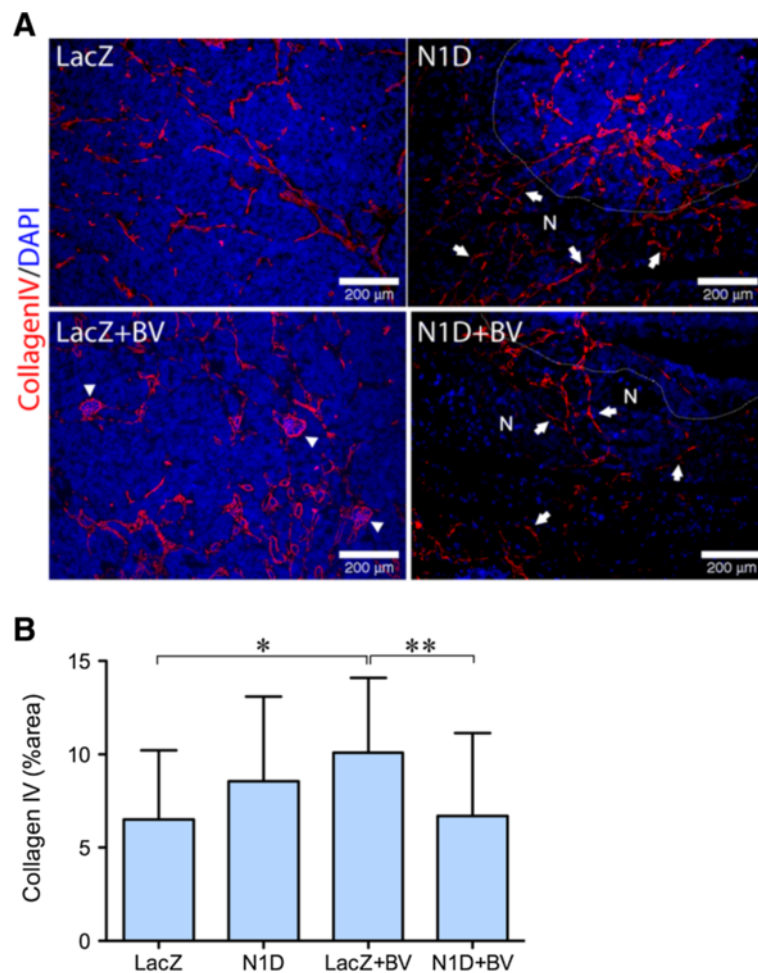 A
LacZ
N1D
N
200 µm
200 µm
CollagenIV/DAPI
LacZ+BV
N1D+BV
N
N
200 µm
200 µm
B
* **
15
10
5
0
Collagen IV (%area)
LacZ N1D LacZ+BV N1D+BV